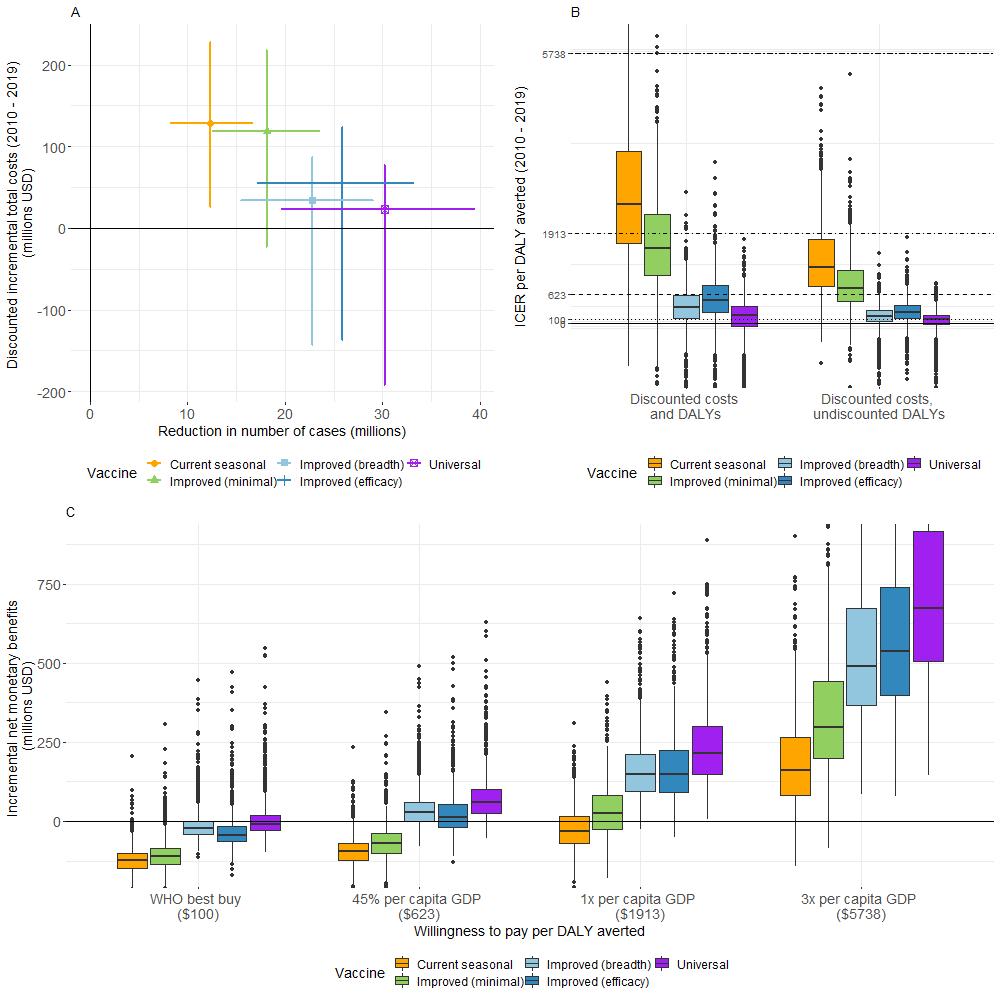 A
Discounted incremental total costs (2010 - 2019)
(millions USD)
200
100
0
-100
-200
0
10
20
30
40
Reduction in number of cases (millions)
Vaccine
Current seasonal
Improved (breadth)
Universal
Improved (minimal)
Improved (efficacy)
B
ICER per DALY averted (2010 - 2019)
5738
1913
623
100
0
Discounted costs
and DALYs
Discounted costs,
undiscounted DALYs
Vaccine
Current seasonal
Improved (breadth)
Universal
Improved (minimal)
Improved (efficacy)
C
Incremental net monetary benefits
(millions USD)
750
500
250
0
WHO best buy
($100)
45% per capita GDP
($623)
1x per capita GDP
($1913)
3x per capita GDP
($5738)
Willingness to pay per DALY averted
Vaccine
Current seasonal
Improved (breadth)
Universal
Improved (minimal)
Improved (efficacy)